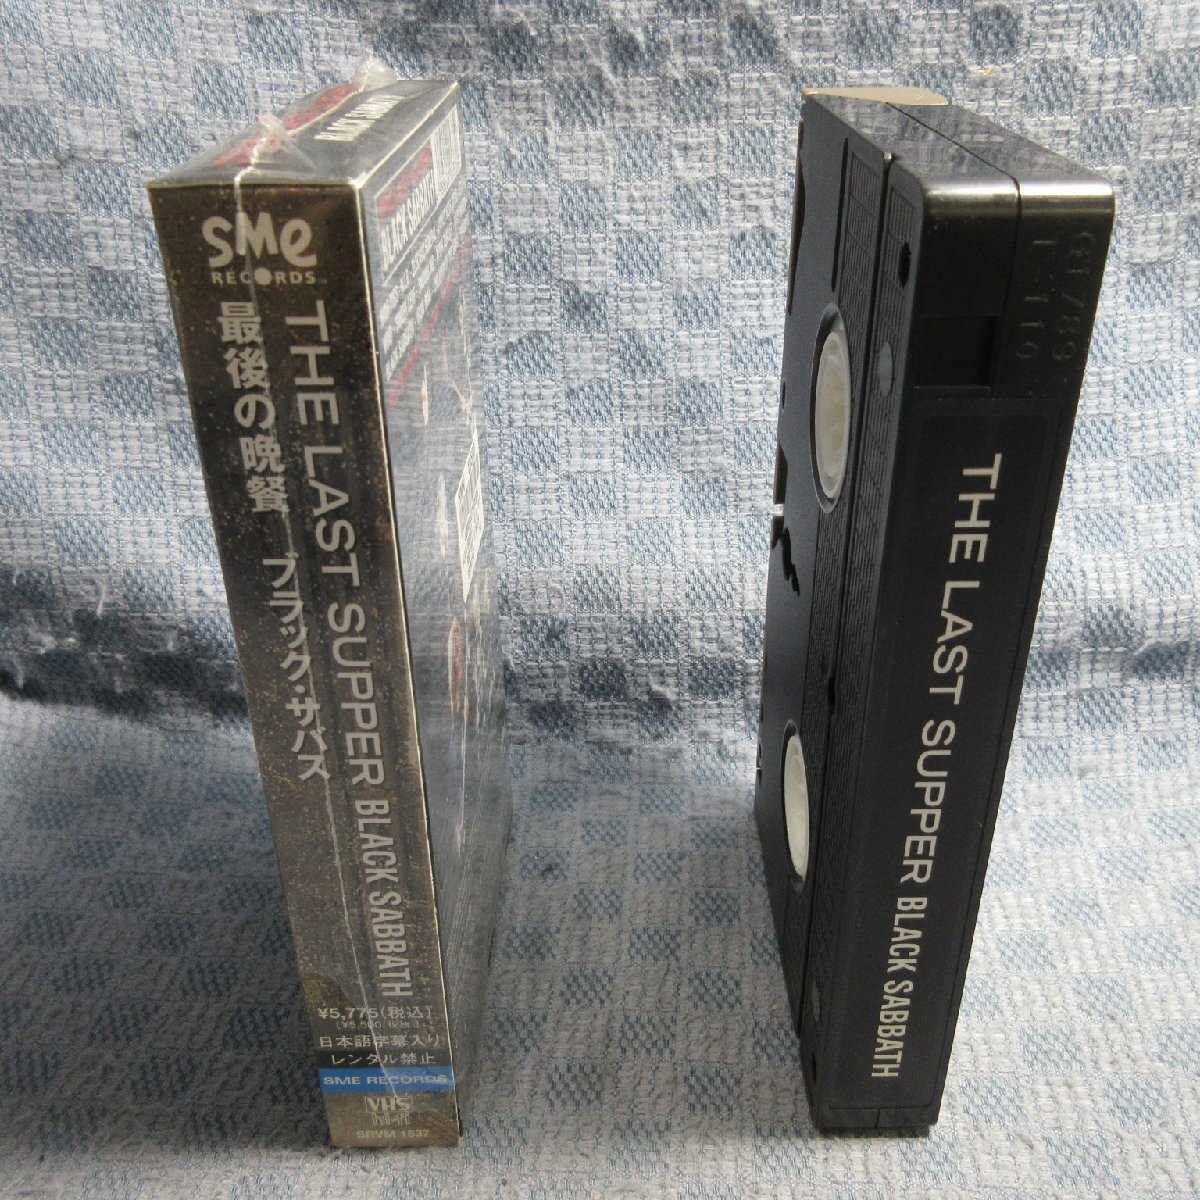 SMe
RECORDS
THE LAST SUPPER BLACK SABBATH
最後の晩餐 ブラック・サバス
¥5,775(税込)
(¥5,500(税抜))
日本語字幕入り
レンタル禁止
SME RECORDS
VHS
Hi-Fi
SRVM 1537
BLACK SABBATH
THE LAST SUPPER BLACK SABBATH